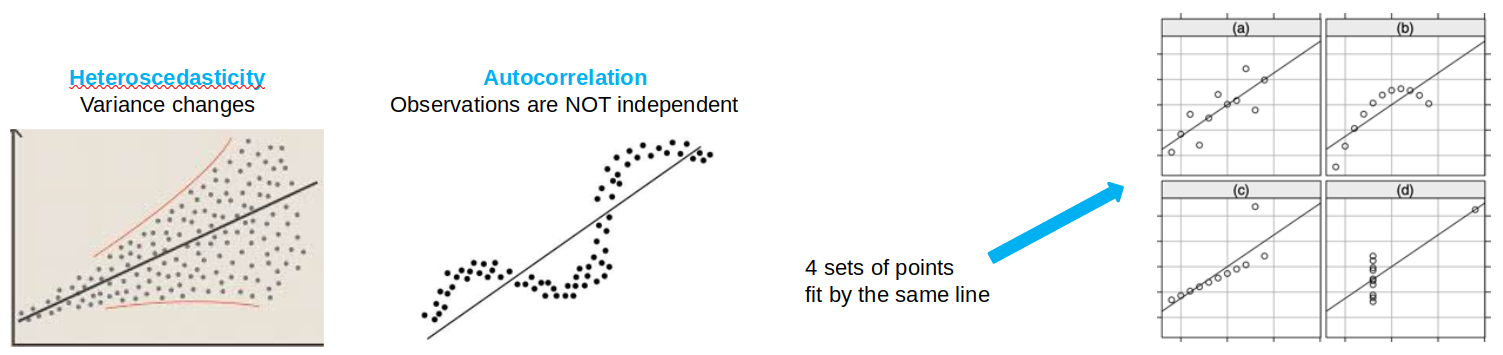 Heteroscedasticity
Variance changes
Autocorrelation
Observations are NOT independent
4 sets of points
fit by the same line
(a)
(b)
(c)
(d)